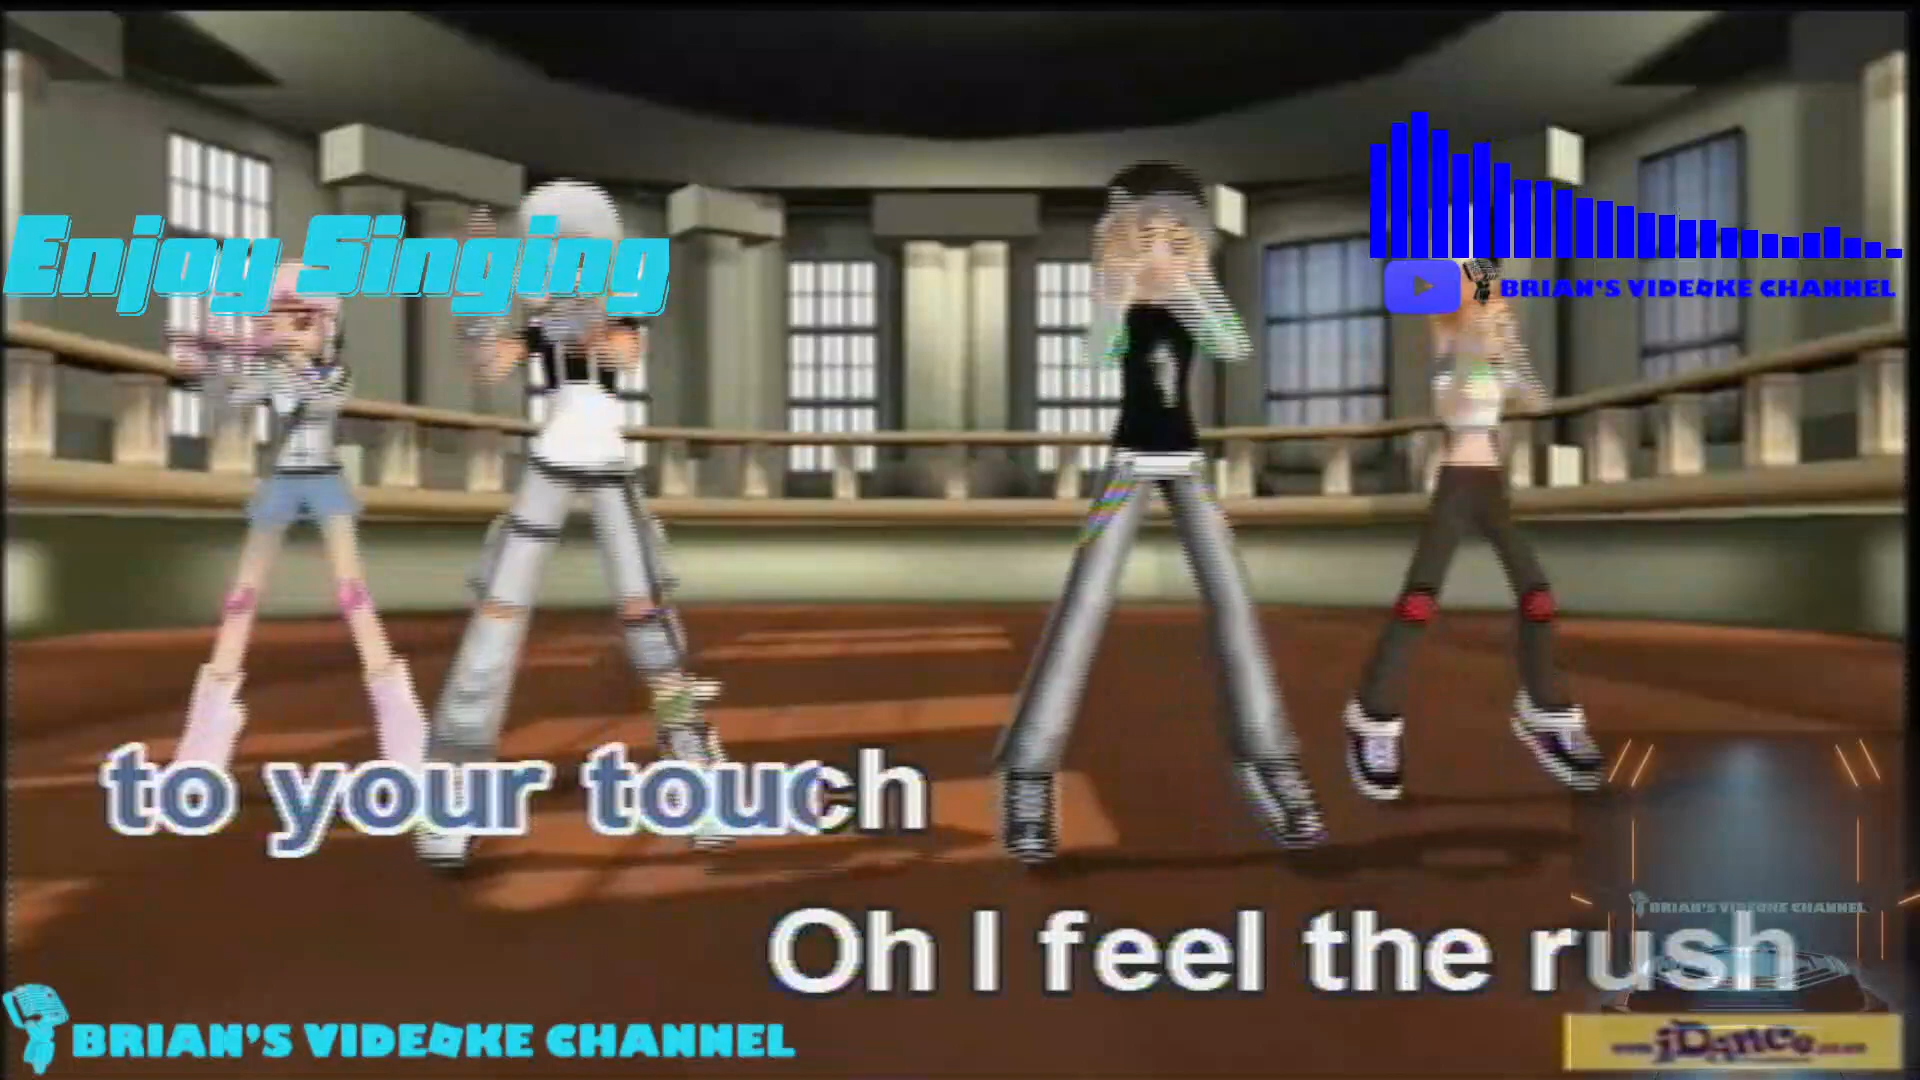 Enjoy Singing
BRIAN'S VIDEOKE CHANNEL
to your touch
BRIAN'S VIDEOKE CHANNEL
Oh I feel the rush
BRIAN'S VIDEOKE CHANNEL
iDance